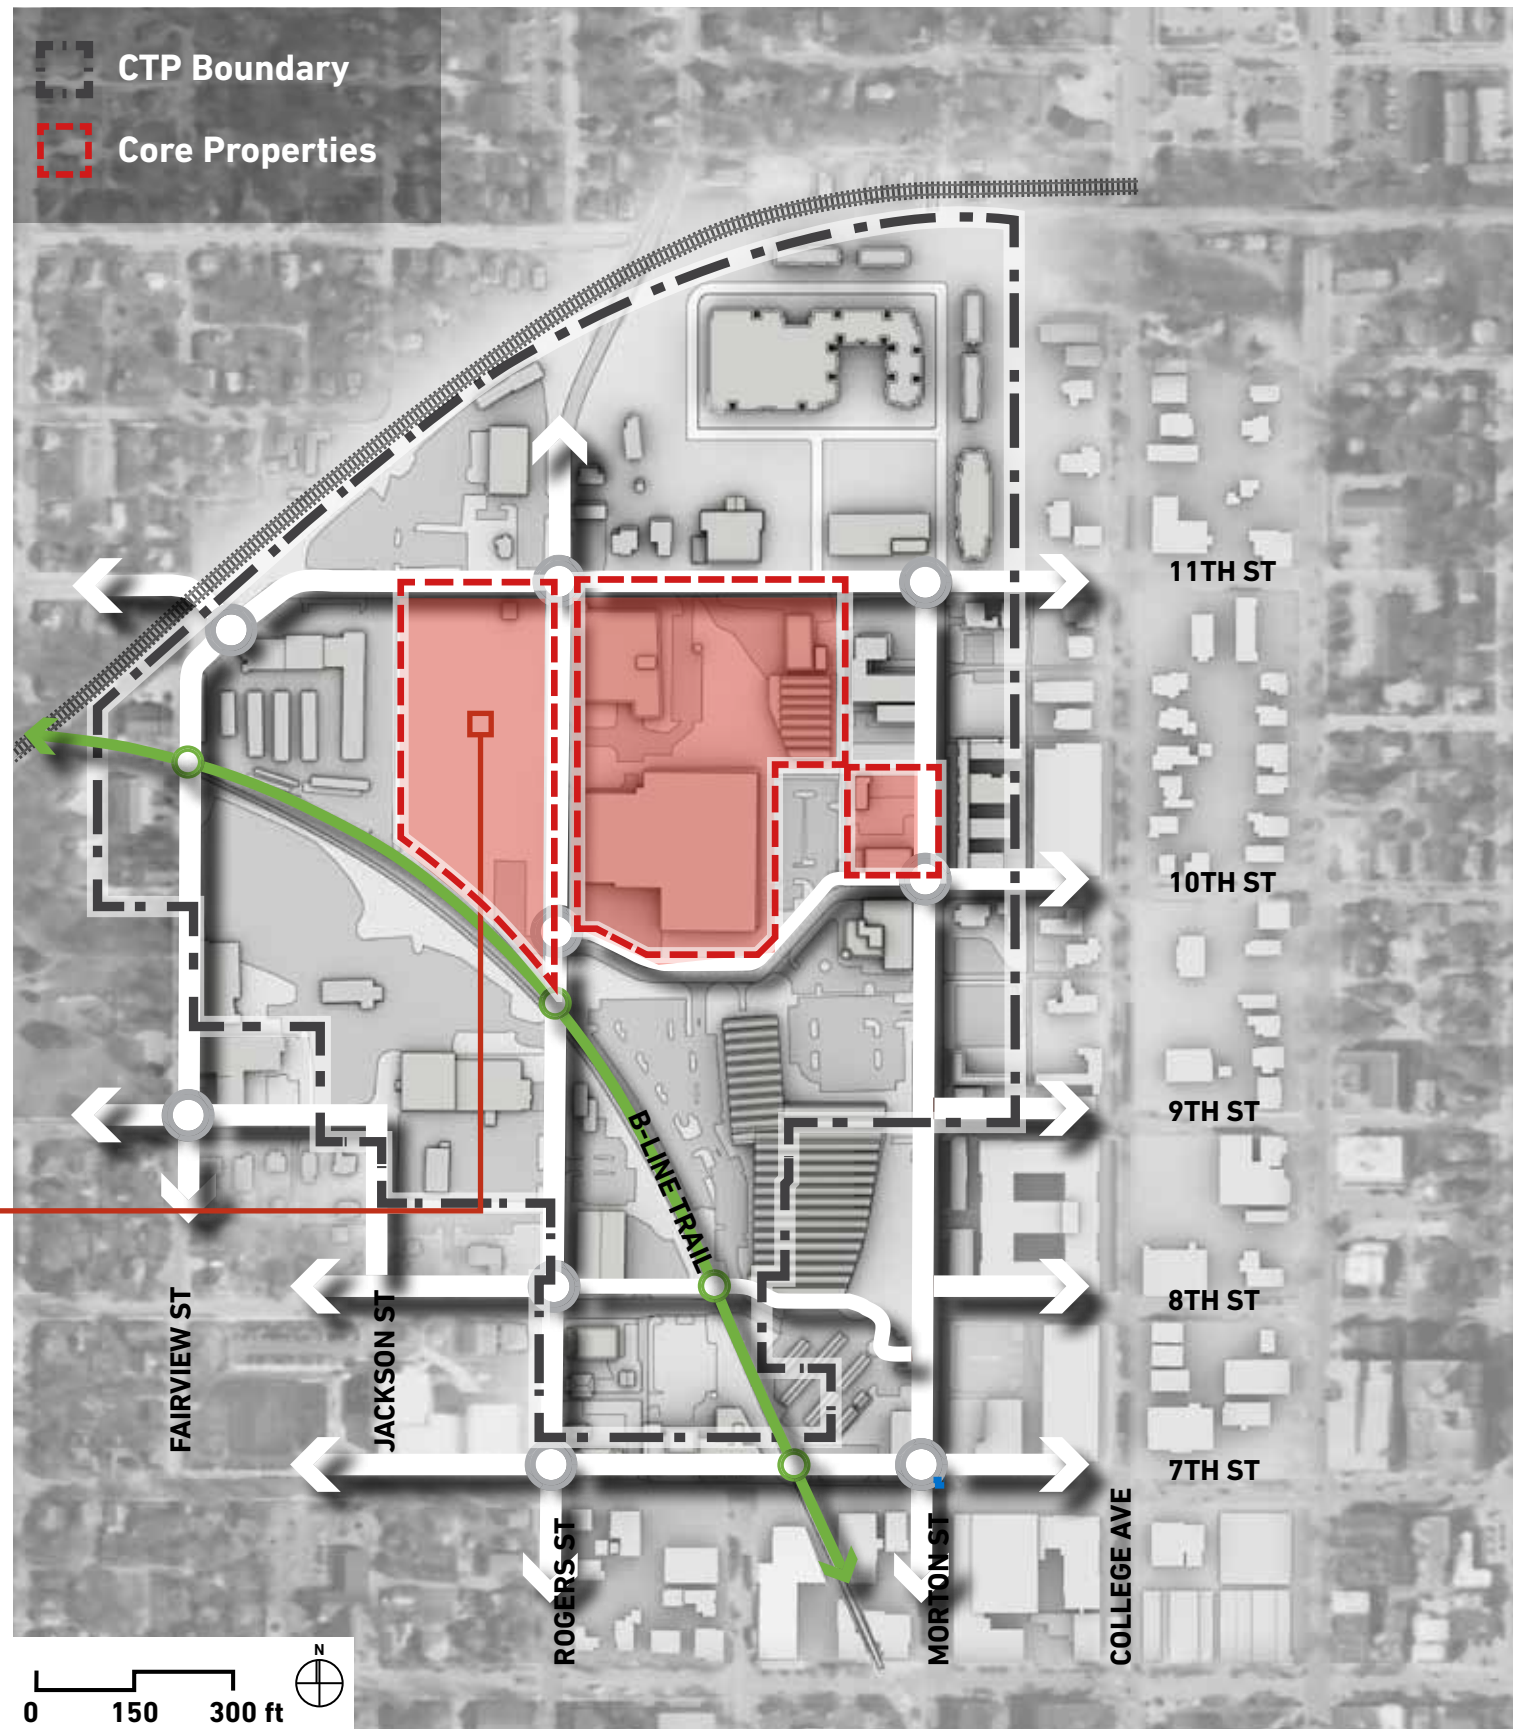 CTP Boundary
Core Properties
11TH ST
10TH ST
9TH ST
B-LINE TRAIL
8TH ST
FAIRVIEW ST
JACKSON ST
7TH ST
ROGERS ST
MORTON ST
COLLEGE AVE
N
0 150 300 ft